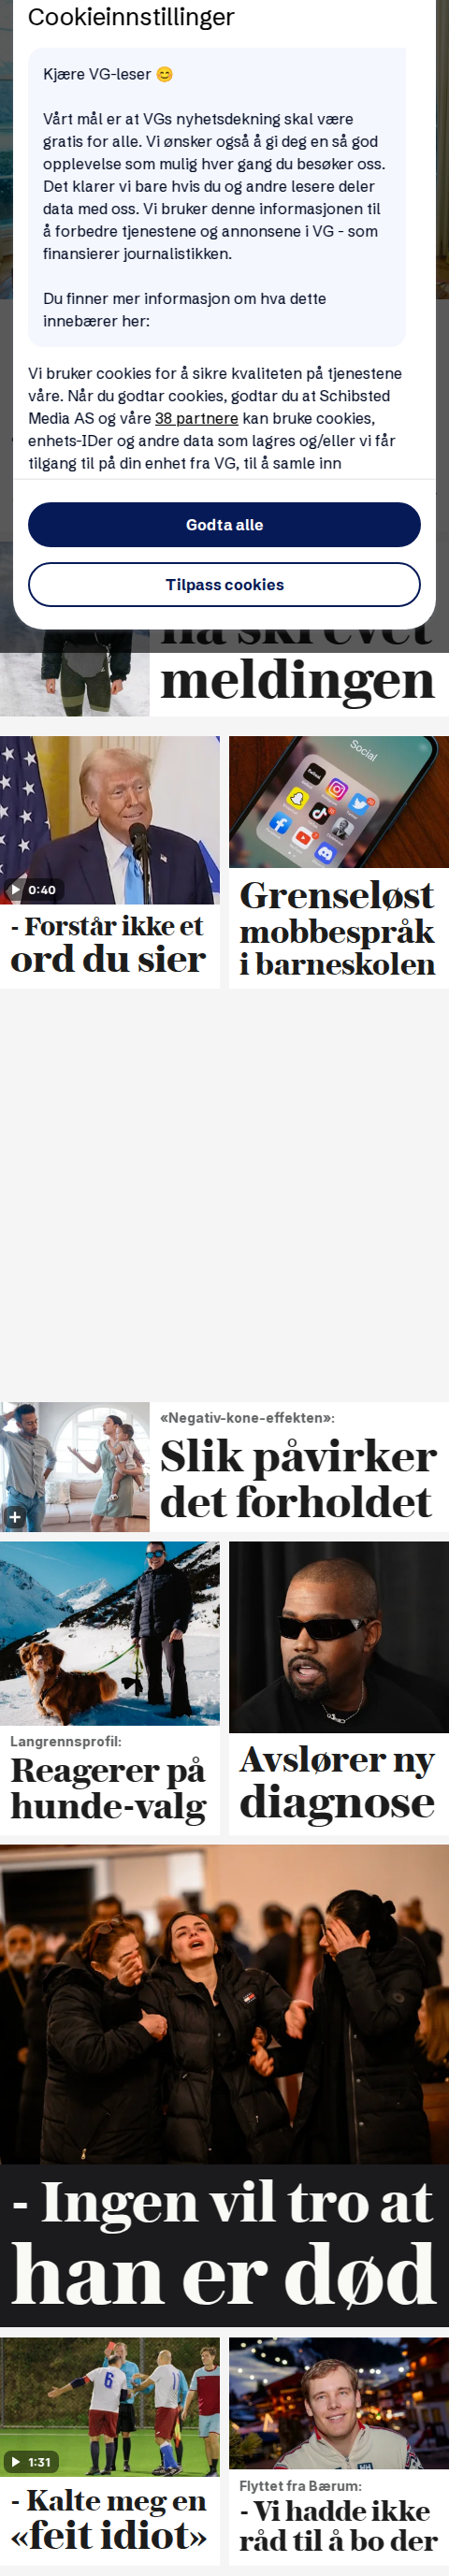 Cookieinnstillinger
Kjære VG-leser 😊
Vårt mål er at VGs nyhetsdekning skal være
gratis for alle. Vi ønsker også å gi deg en så god
opplevelse som mulig hver gang du besøker oss.
Det klarer vi bare hvis du og andre lesere deler
data med oss. Vi bruker denne informasjonen til
å forbedre tjenestene og annonsene i VG - som
finansierer journalistikken.
Du finner mer informasjon om hva dette
innebærer her:
Vi bruker cookies for å sikre kvaliteten på tjenestene
våre. Når du godtar cookies, godtar du at Schibsted
Media AS og våre 38 partnere kan bruke cookies,
enhets-IDer og andre data som lagres og/eller vi får
tilgang til på din enhet fra VG, til å samle inn
Godta alle
Tilpass cookies
ha skrevet
meldingen
Social
0:40
- Forstår ikke et
ord du sier
Grenseløst
mobbespråk
i barneskolen
«Negativ-kone-effekten»:
Slik påvirker
det forholdet
Langrennsprofil:
Reagerer på
hunde-valg
Avslører ny
diagnose
- Ingen vil tro at
han er død
6
1
1:31
- Kalte meg en
«feit idiot»
Flyttet fra Bærum:
- Vi hadde ikke
råd til å bo der